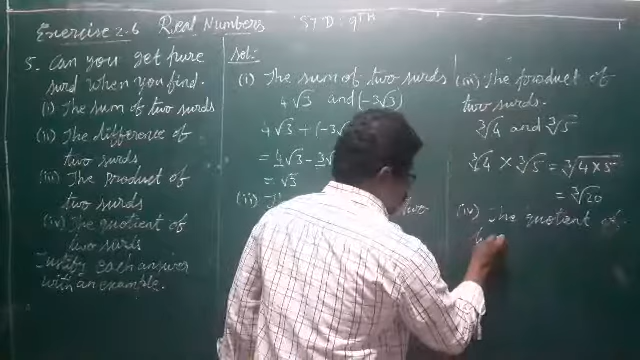 Exercise 2.6 Real Numbers STD: 9TH
5. Can you get pure
surd when you find.
(i) The sum of two surds
(ii) The difference of
two surds
(iii) The product of
two surds
(iv) The quotient of
two surds
Justify each answer
with an example.
Sol:
(i) The sum of two surds
4√3 and (-3√3)
4√3 + (-3
= 4√3 - 3
= √3
(ii) two
(iii) The product of
two surds.
∛4 and ∛5
∛4 × ∛5 = ∛4×5
= ∛20
(iv) The quotient of